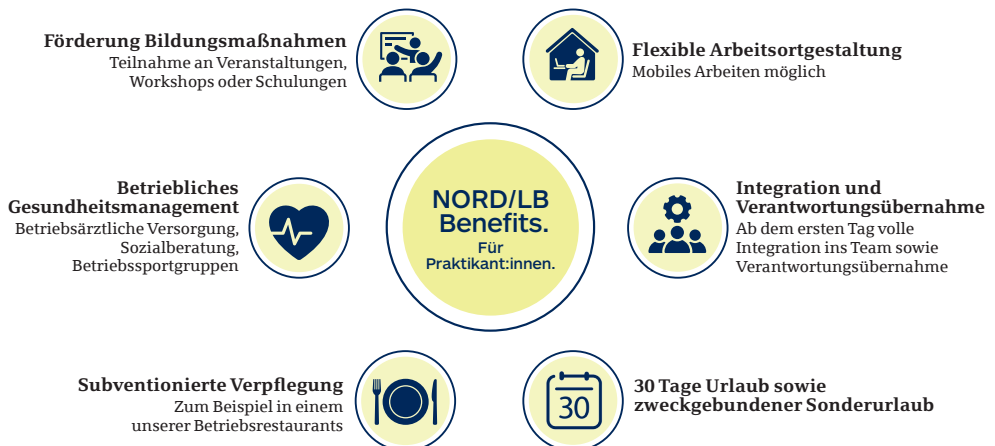 Förderung Bildungsmaßnahmen
Teilnahme an Veranstaltungen,
Workshops oder Schulungen
Flexible Arbeitsortgestaltung
Mobiles Arbeiten möglich
Betriebliches
Gesundheitsmanagement
Betriebsärztliche Versorgung,
Sozialberatung,
Betriebssportgruppen
NORD/LB
Benefits.
Für
Praktikant:innen.
Integration und
Verantwortungsübernahme
Ab dem ersten Tag volle
Integration ins Team sowie
Verantwortungsübernahme
Subventionierte Verpflegung
Zum Beispiel in einem
unserer Betriebsrestaurants
30
30 Tage Urlaub sowie
zweckgebundener Sonderurlaub